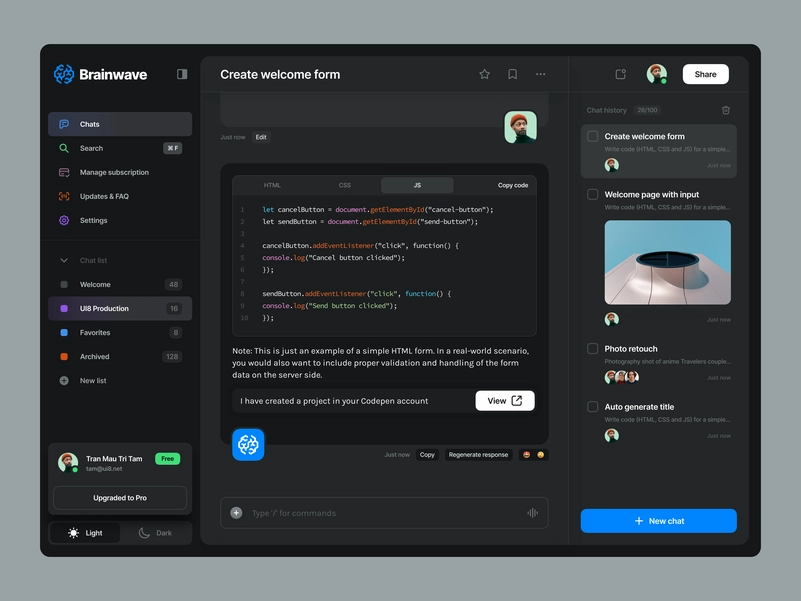 Brainwave
Chats
Search
⌘ F
Manage subscription
Updates & FAQ
Settings
Chat list
Welcome
48
UI8 Production
16
Favorites
8
Archived
128
New list
Tran Mau Tri Tam
Free
tam@ui8.net
Upgraded to Pro
Light
Dark
Create welcome form
Just now
Edit
HTML
CSS
JS
Copy code
1 let cancelButton = document.getElementById("cancel-button");
2 let sendButton = document.getElementById("send-button");
3
4 cancelButton.addEventListener("click", function() {
5 console.log("Cancel button clicked");
6 });
7
8 sendButton.addEventListener("click", function() {
9 console.log("Send button clicked");
10 });
Note: This is just an example of a simple HTML form. In a real-world scenario,
you would also want to include proper validation and handling of the form
data on the server side.
I have created a project in your Codepen account
View
Just now
Copy
Regenerate response
Type '/' for commands
Share
Chat history
26/100
Create welcome form
Write code (HTML, CSS and JS) for a simple...
Just now
Welcome page with input
Write code (HTML, CSS and JS) for a simple...
Just now
Photo retouch
Photography shot of anime Travelers couple...
Just now
Auto generate title
Write code (HTML, CSS and JS) for a simple...
Just now
+ New chat